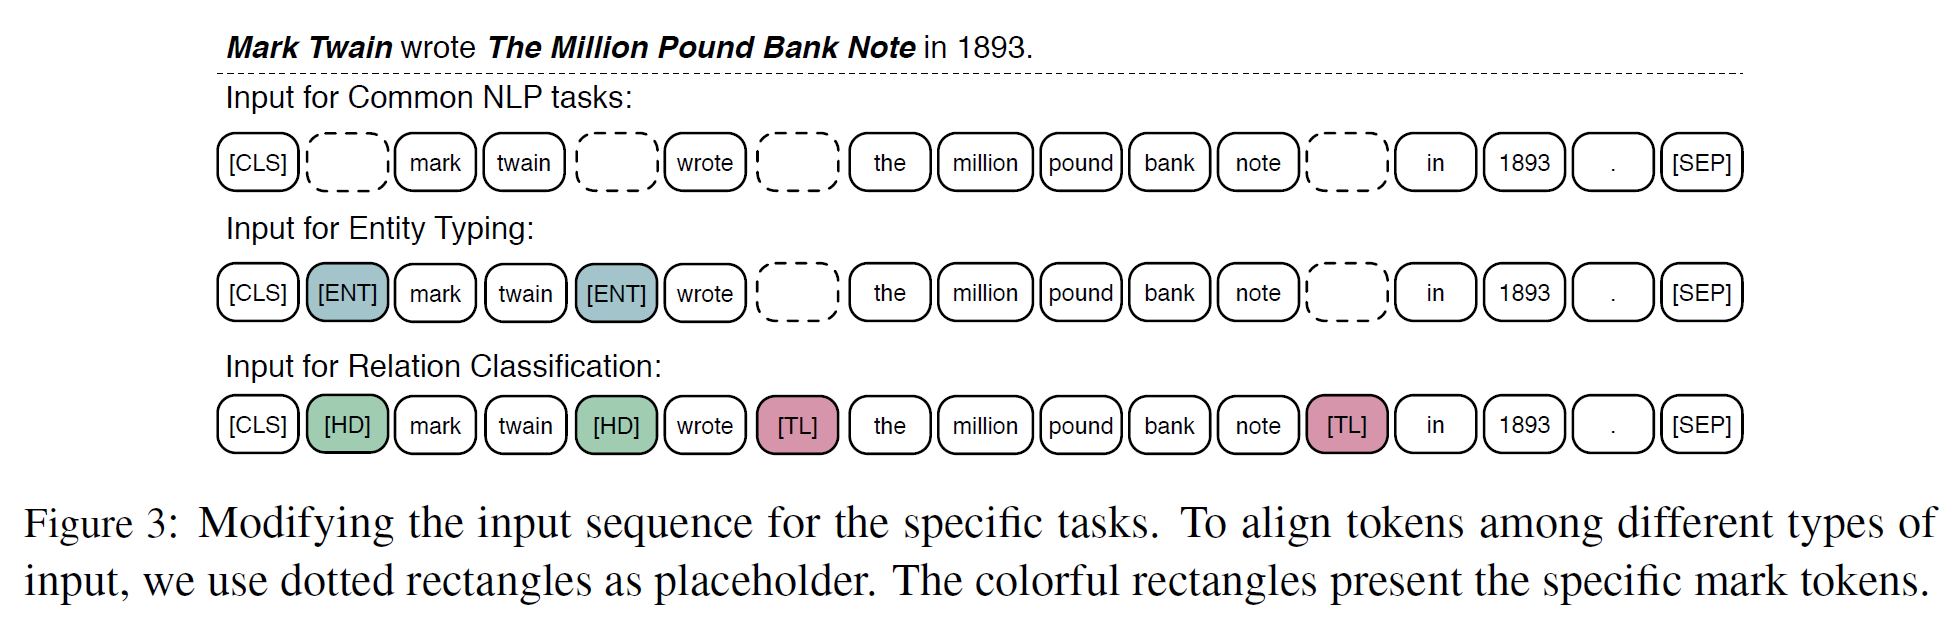 Mark Twain wrote The Million Pound Bank Note in 1893.
Input for Common NLP tasks:
[CLS] mark twain wrote the million pound bank note in 1893 . [SEP]
Input for Entity Typing:
[CLS] [ENT] mark twain [ENT] wrote the million pound bank note in 1893 . [SEP]
Input for Relation Classification:
[CLS] [HD] mark twain [HD] wrote [TL] the million pound bank note [TL] in 1893 . [SEP]
Figure 3: Modifying the input sequence for the specific tasks. To align tokens among different types of
input, we use dotted rectangles as placeholder. The colorful rectangles present the specific mark tokens.